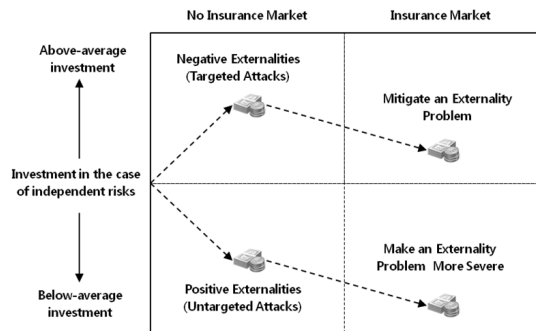 No Insurance Market
Insurance Market
Above-average
investment
Negative Externalities
(Targeted Attacks)
Mitigate an Externality
Problem
Investment in the case
of independent risks
Make an Externality
Problem More Severe
Below-average
investment
Positive Externalities
(Untargeted Attacks)